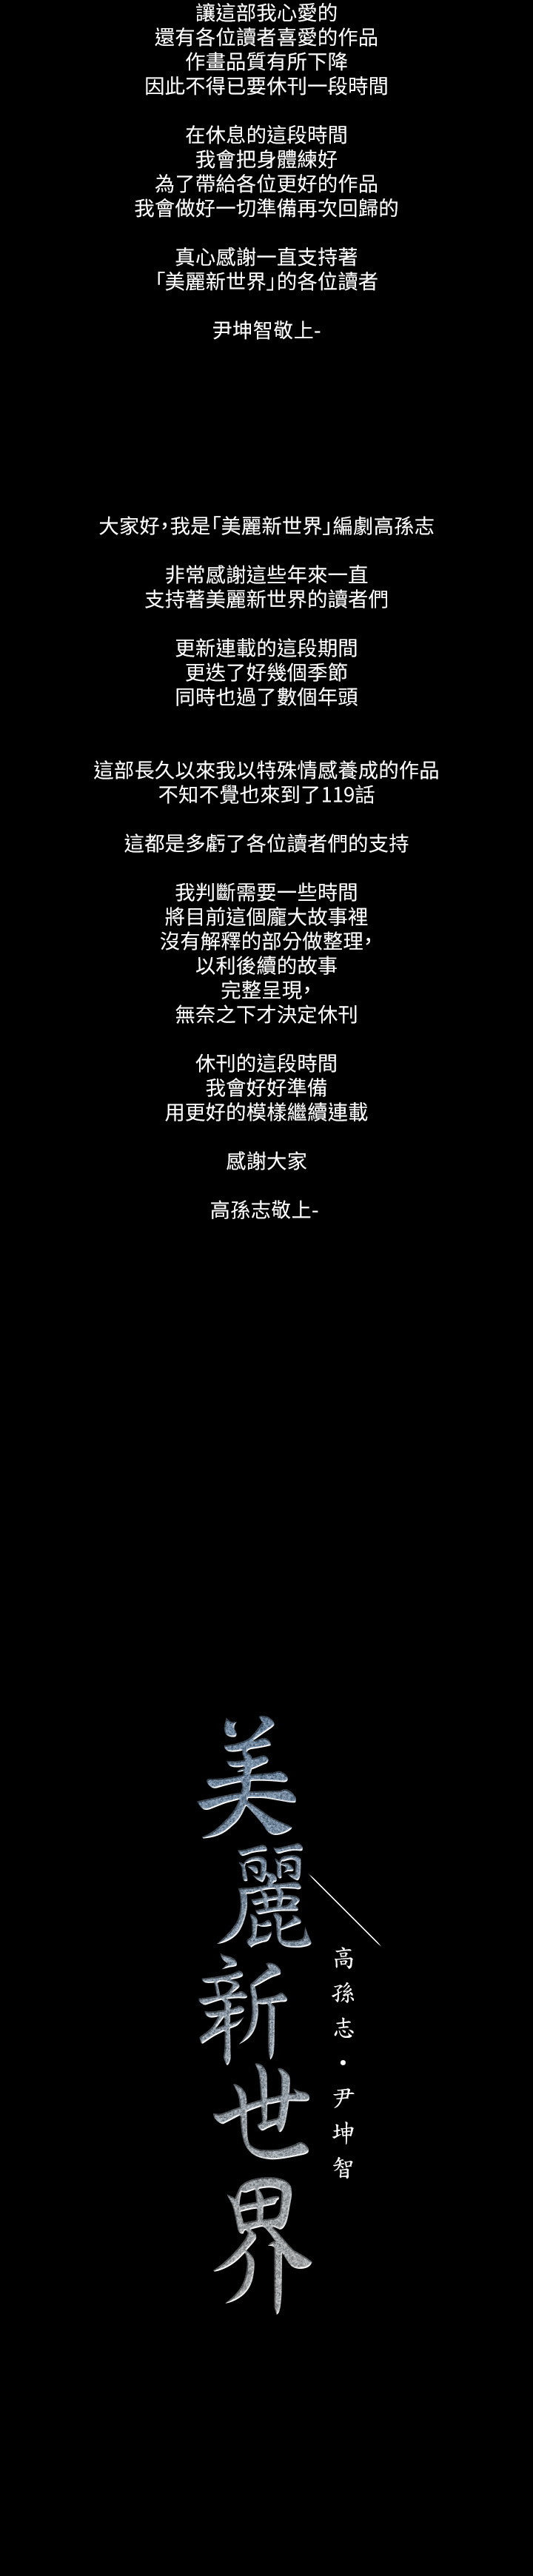 讓這部我心愛的
還有各位讀者喜愛的作品
作畫品質有所下降
因此不得已要休刊一段時間
在休息的這段時間
我會把身體練好
為了帶給各位更好的作品
我會做好一切準備再次回歸的
真心感謝一直支持著
「美麗新世界」的各位讀者
尹坤智敬上-
大家好，我是「美麗新世界」編劇高孫志
非常感謝這些年來一直
支持著美麗新世界的讀者們
更新連載的這段期間
更迭了好幾個季節
同時也過了數個年頭
這部長久以來我以特殊情感養成的作品
不知不覺也來到了119話
這都是多虧了各位讀者們的支持
我判斷需要一些時間
將目前這個龐大故事裡
沒有解釋的部分做整理，
以利後續的故事
完整呈現，
無奈之下才決定休刊
休刊的這段時間
我會好好準備
用更好的模樣繼續連載
感謝大家
高孫志敬上-
美麗新世界
高孫志・尹坤智